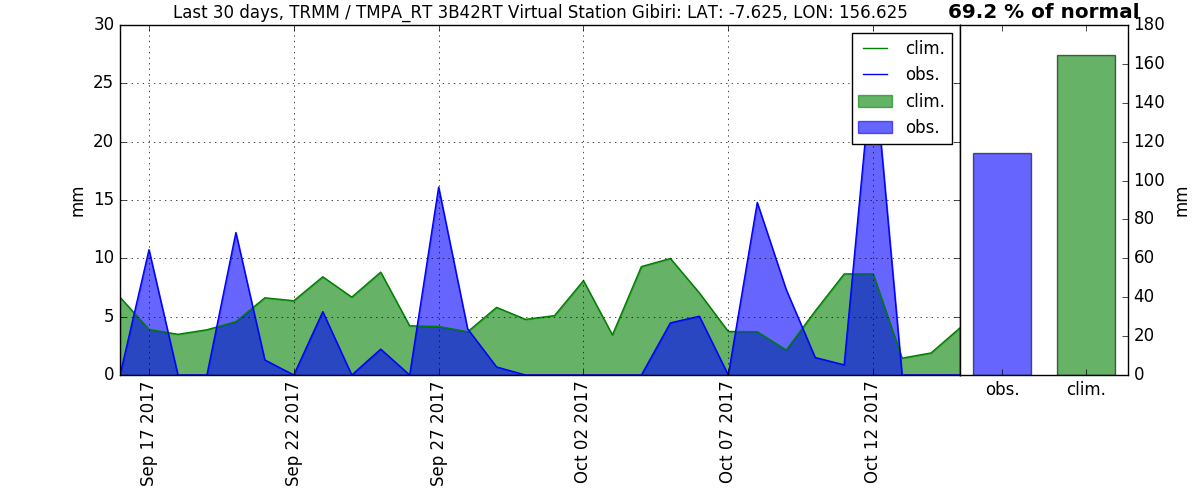 Last 30 days, TRMM / TMPA_RT 3B42RT Virtual Station Gibiri: LAT: -7.625, LON: 156.625
69.2 % of normal
30
25
20
15
10
5
0
mm
clim.
obs.
clim.
obs.
180
160
140
120
100
80
60
40
20
0
mm
Sep 17 2017
Sep 22 2017
Sep 27 2017
Oct 02 2017
Oct 07 2017
Oct 12 2017
obs.
clim.